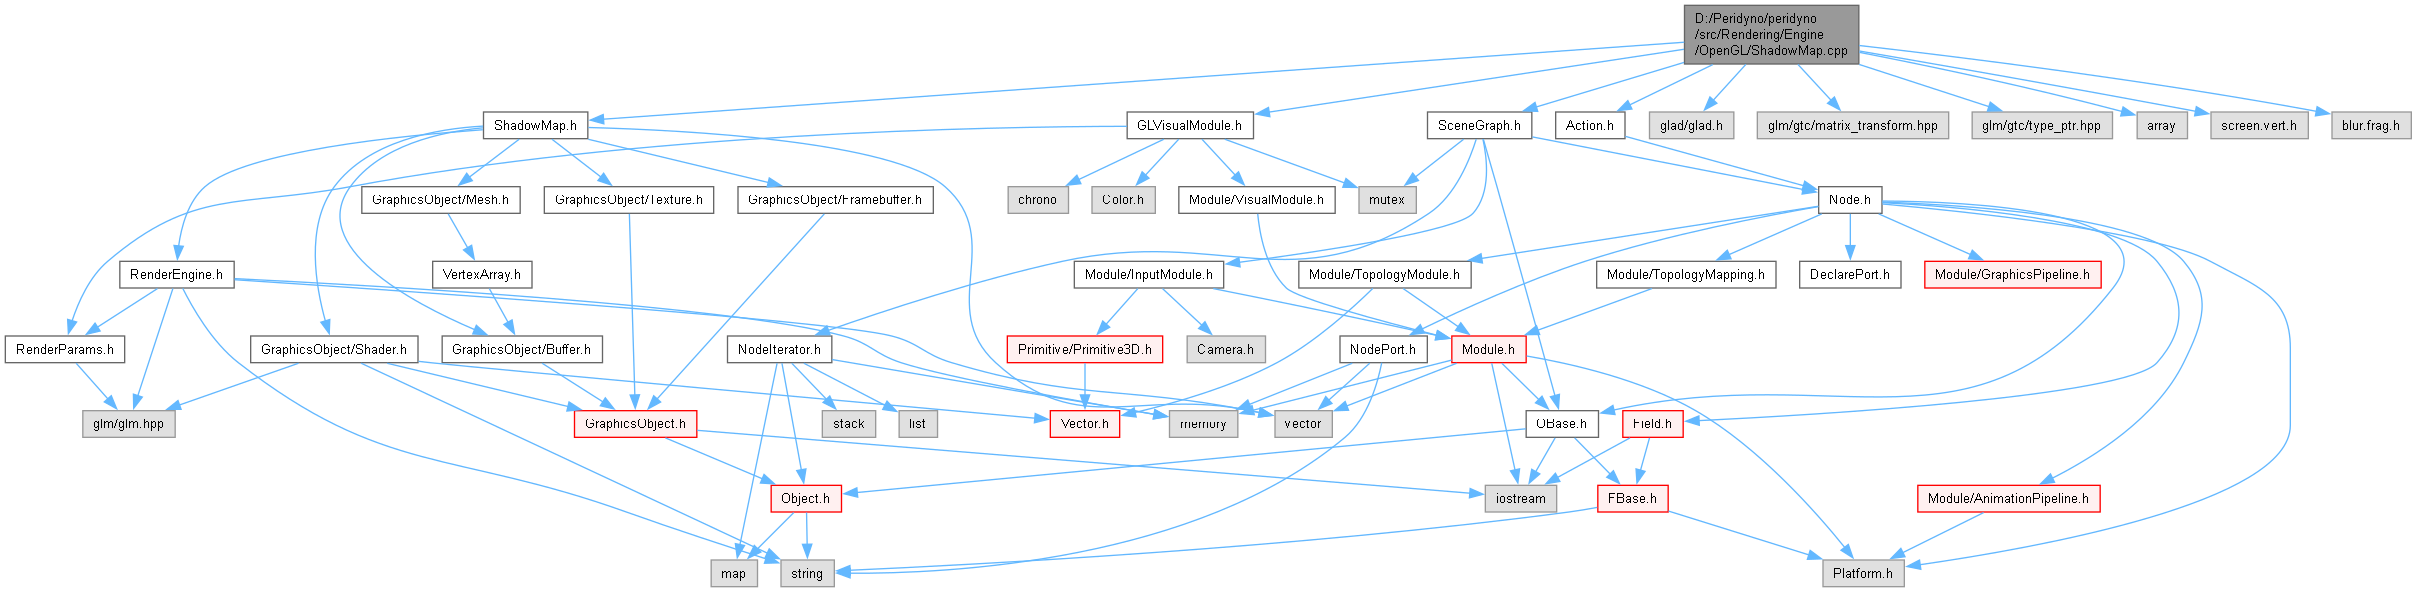 D:/Peridyno/peridyno
/src/Rendering/Engine
/OpenGL/ShadowMap.cpp
ShadowMap.h
GLVisualModule.h
SceneGraph.h
Action.h
glad/glad.h
glm/gtc/matrix_transform.hpp
glm/gtc/type_ptr.hpp
array
screen.vert.h
blur.frag.h
GraphicsObject/Mesh.h
GraphicsObject/Texture.h
GraphicsObject/Framebuffer.h
chrono
Color.h
Module/VisualModule.h
mutex
Node.h
RenderEngine.h
VertexArray.h
Module/InputModule.h
Module/TopologyModule.h
Module/TopologyMapping.h
DeclarePort.h
Module/GraphicsPipeline.h
RenderParams.h
GraphicsObject/Shader.h
GraphicsObject/Buffer.h
NodeIterator.h
Primitive/Primitive3D.h
Camera.h
NodePort.h
Module.h
glm/glm.hpp
GraphicsObject.h
stack
list
Vector.h
memory
vector
OBase.h
Field.h
Object.h
iostream
FBase.h
Module/AnimationPipeline.h
map
string
Platform.h